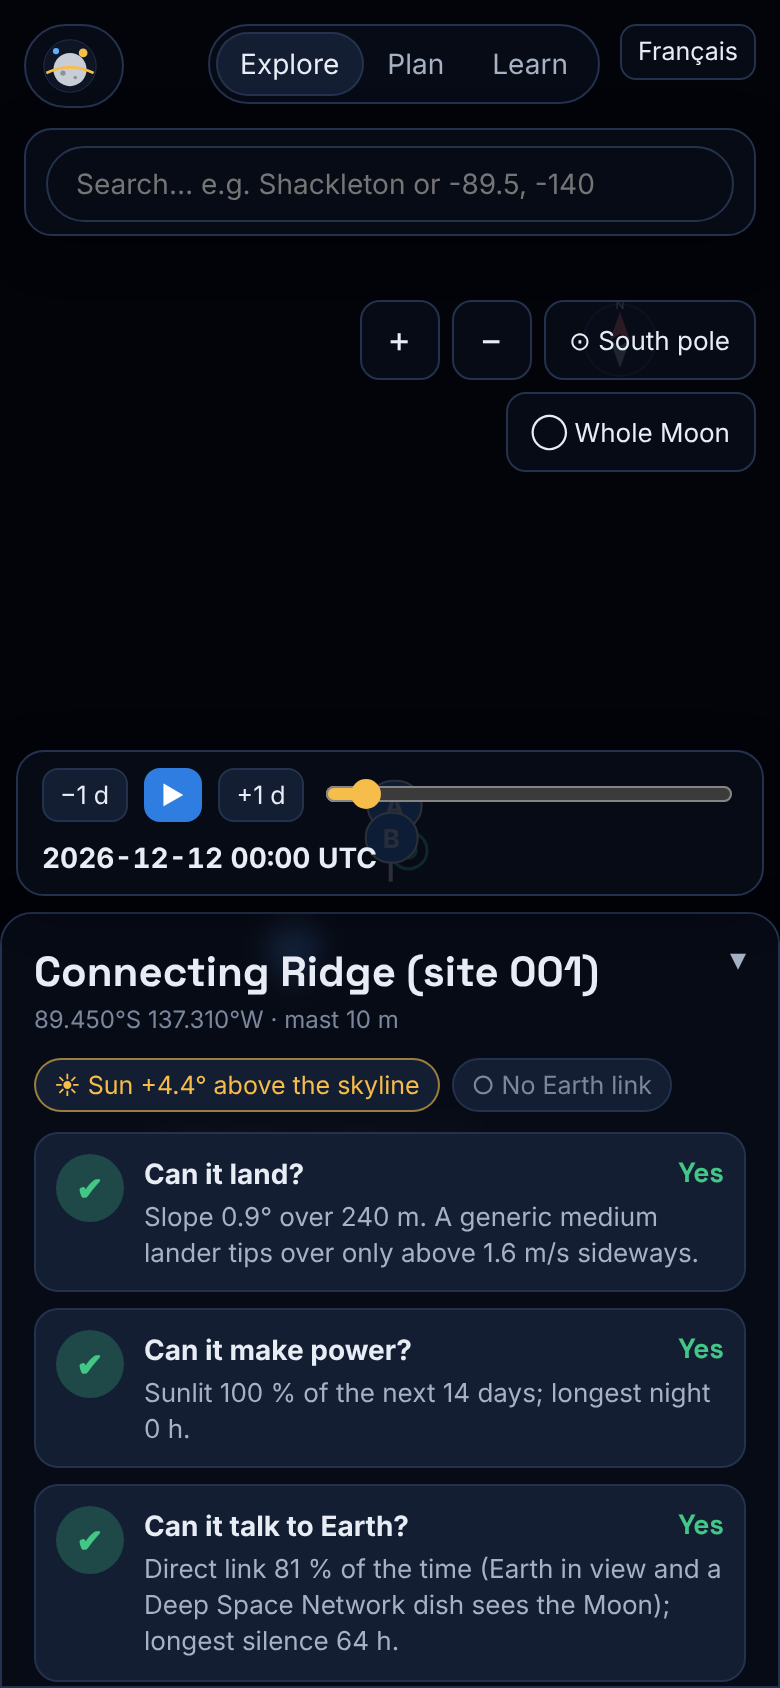 Explore Plan Learn Français
Search... e.g. Shackleton or -89.5, -140
N
+ − ⊙ South pole
◯ Whole Moon
−1 d ▶ +1 d
A
B
2026-12-12 00:00 UTC
Connecting Ridge (site 001) ▼
89.450°S 137.310°W · mast 10 m
☀ Sun +4.4° above the skyline ○ No Earth link
✔ Can it land? Yes
Slope 0.9° over 240 m. A generic medium
lander tips over only above 1.6 m/s sideways.
✔ Can it make power? Yes
Sunlit 100 % of the next 14 days; longest night
0 h.
✔ Can it talk to Earth? Yes
Direct link 81 % of the time (Earth in view and a
Deep Space Network dish sees the Moon);
longest silence 64 h.